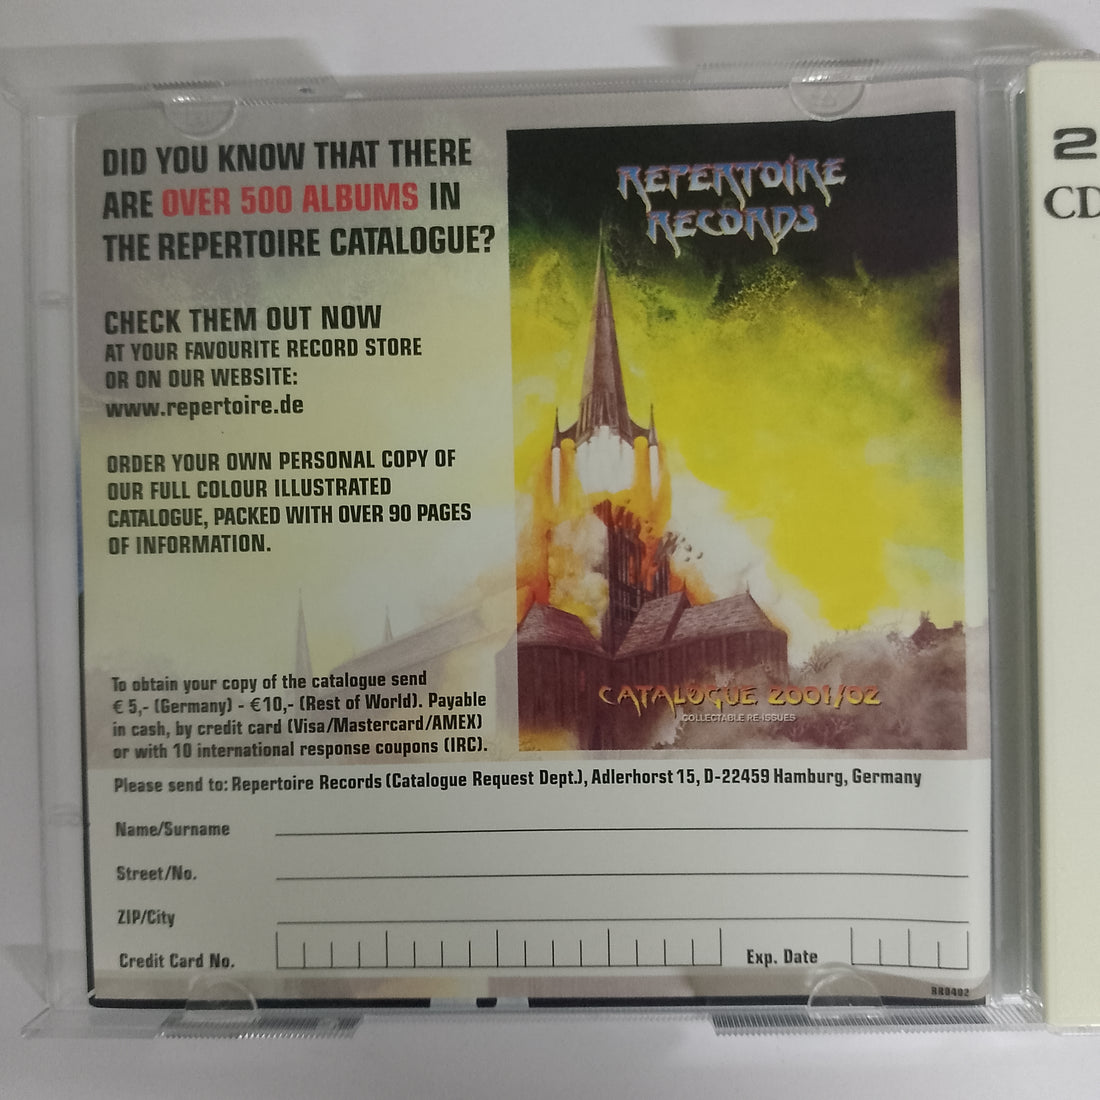 DID YOU KNOW THAT THERE
ARE OVER 500 ALBUMS IN
THE REPERTOIRE CATALOGUE?
CHECK THEM OUT NOW
AT YOUR FAVOURITE RECORD STORE
OR ON OUR WEBSITE:
www.repertoire.de
ORDER YOUR OWN PERSONAL COPY OF
OUR FULL COLOUR ILLUSTRATED
CATALOGUE, PACKED WITH OVER 90 PAGES
OF INFORMATION.
To obtain your copy of the catalogue send
€ 5,- (Germany) - €10,- (Rest of World). Payable
in cash, by credit card (Visa/Mastercard/AMEX)
or with 10 international response coupons (IRC).
REPERTOIRE
RECORDS
CATALOGUE 2001/02
COLLECTABLE RE-ISSUES
Please send to: Repertoire Records (Catalogue Request Dept.), Adlerhorst 15, D-22459 Hamburg, Germany
Name/Surname
Street/No.
ZIP/City
Credit Card No.
Exp. Date
2
CD